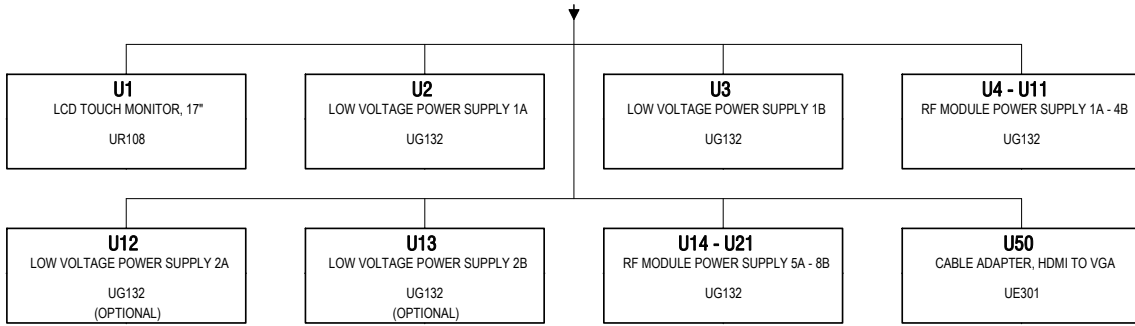 U1
LCD TOUCH MONITOR, 17"
UR108
U2
LOW VOLTAGE POWER SUPPLY 1A
UG132
U3
LOW VOLTAGE POWER SUPPLY 1B
UG132
U4 - U11
RF MODULE POWER SUPPLY 1A - 4B
UG132
U12
LOW VOLTAGE POWER SUPPLY 2A
UG132
(OPTIONAL)
U13
LOW VOLTAGE POWER SUPPLY 2B
UG132
(OPTIONAL)
U14 - U21
RF MODULE POWER SUPPLY 5A - 8B
UG132
U50
CABLE ADAPTER, HDMI TO VGA
UE301